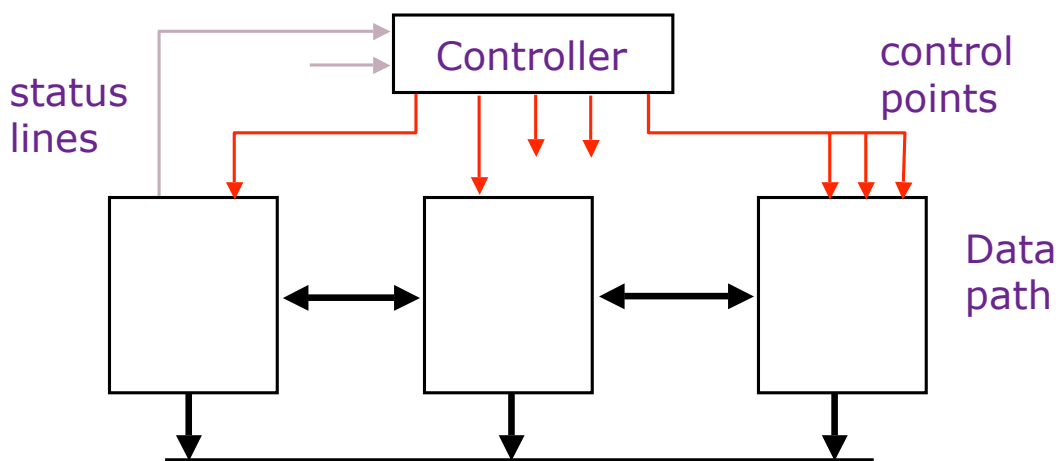 Controller
control
points
status
lines
Data
path